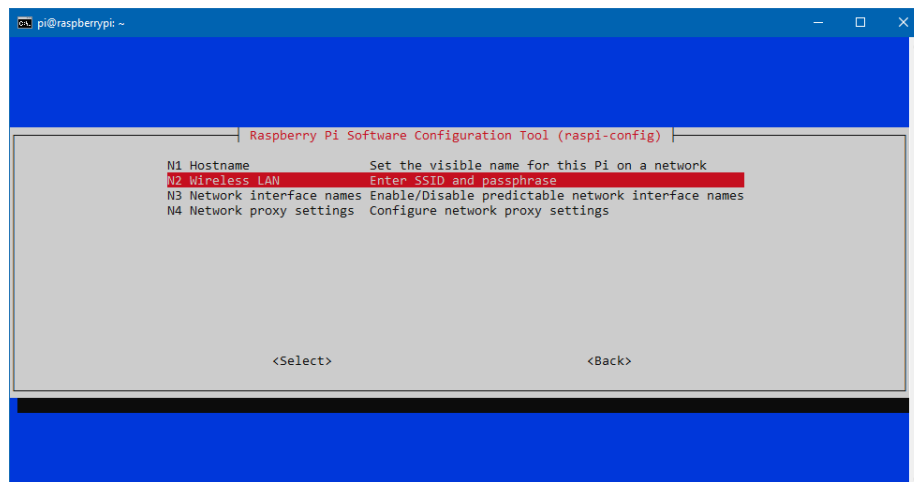 pi@raspberrypi: ~
Raspberry Pi Software Configuration Tool (raspi-config)
N1 Hostname Set the visible name for this Pi on a network
N2 Wireless LAN Enter SSID and passphrase
N3 Network interface names Enable/Disable predictable network interface names
N4 Network proxy settings Configure network proxy settings
<Select> <Back>